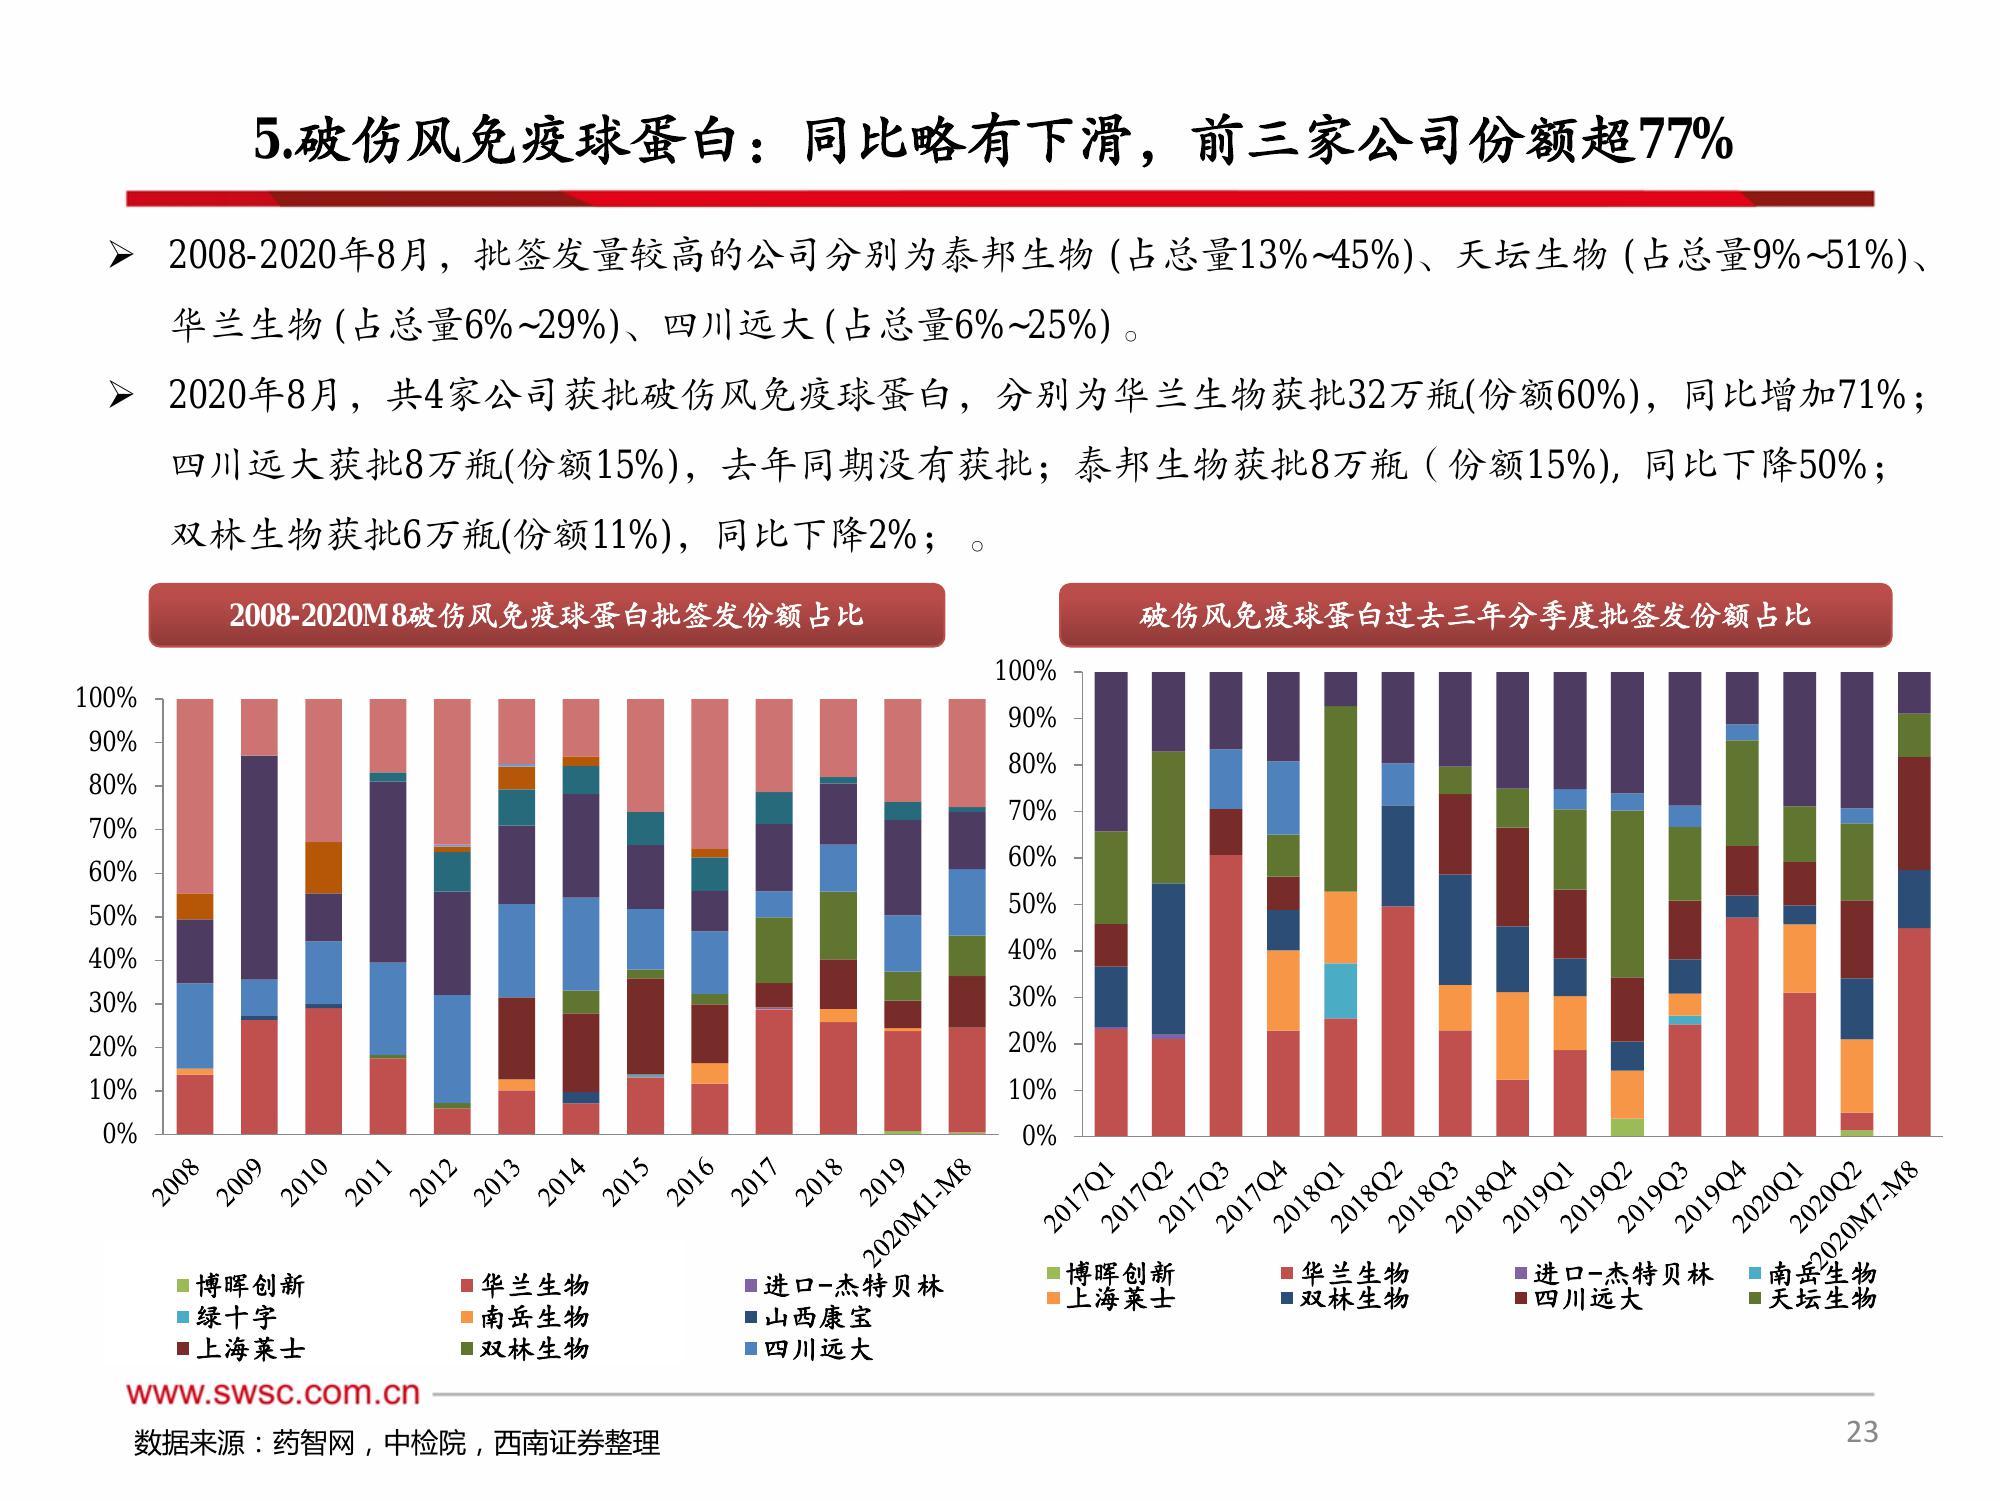 5.破伤风免疫球蛋白：同比略有下滑，前三家公司份额超77%
➢ 2008-2020年8月，批签发量较高的公司分别为泰邦生物 (占总量13%~45%)、天坛生物 (占总量9%~51%)、
华兰生物 (占总量6%~29%)、四川远大 (占总量6%~25%) 。
➢ 2020年8月，共4家公司获批破伤风免疫球蛋白，分别为华兰生物获批32万瓶(份额60%)，同比增加71%；
四川远大获批8万瓶(份额15%)，去年同期没有获批；泰邦生物获批8万瓶（份额15%), 同比下降50%；
双林生物获批6万瓶(份额11%)，同比下降2%； 。
2008-2020M8破伤风免疫球蛋白批签发份额占比
100%
90%
80%
70%
60%
50%
40%
30%
20%
10%
0%
2008 2009 2010 2011 2012 2013 2014 2015 2016 2017 2018 2019 2020M1-M8
博晖创新 华兰生物 进口-杰特贝林
绿十字 南岳生物 山西康宝
上海莱士 双林生物 四川远大
破伤风免疫球蛋白过去三年分季度批签发份额占比
100%
90%
80%
70%
60%
50%
40%
30%
20%
10%
0%
2017Q1 2017Q2 2017Q3 2017Q4 2018Q1 2018Q2 2018Q3 2018Q4 2019Q1 2019Q2 2019Q3 2019Q4 2020Q1 2020Q2 2020M7-M8
博晖创新 华兰生物 进口-杰特贝林 南岳生物
上海莱士 双林生物 四川远大 天坛生物
www.swsc.com.cn
数据来源：药智网，中检院，西南证券整理
23